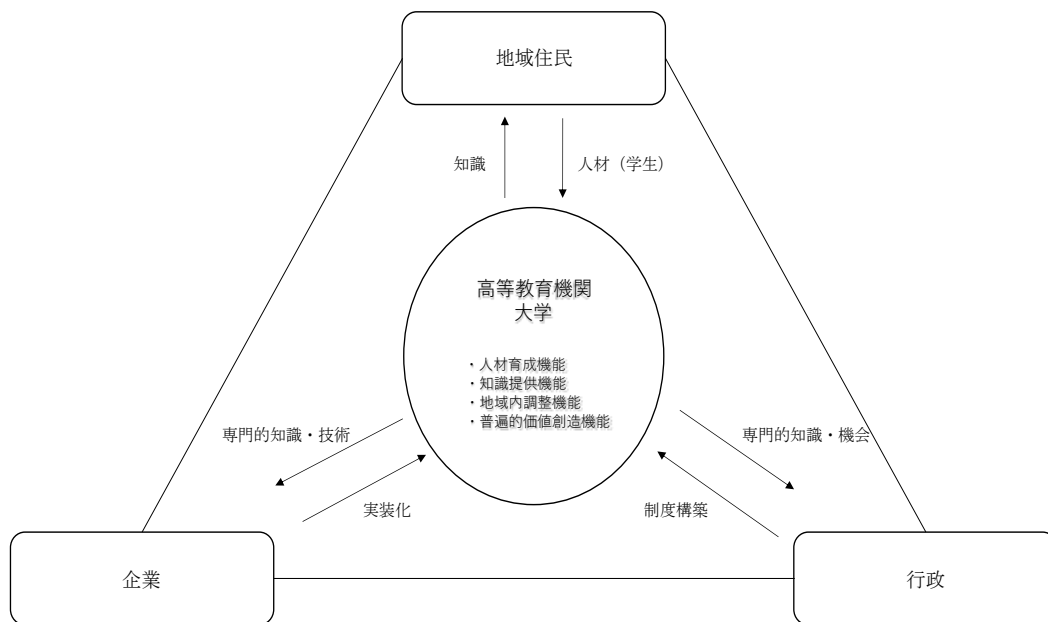 地域住民
知識
人材（学生）
高等教育機関
大学
・人材育成機能
・知識提供機能
・地域内調整機能
・普遍的価値創造機能
専門的知識・技術
専門的知識・機会
実装化
制度構築
企業
行政